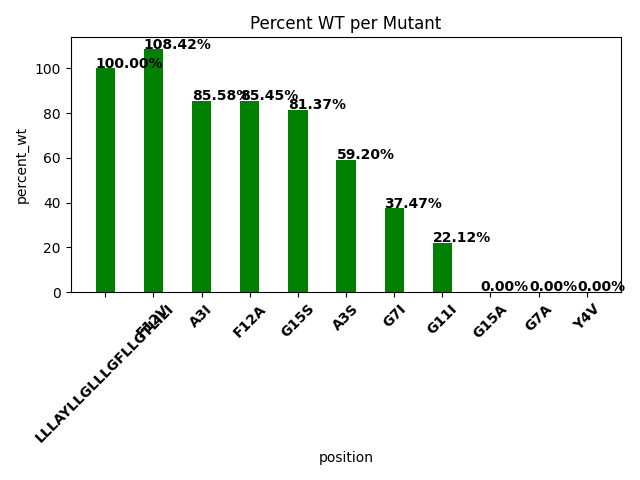 Percent WT per Mutant
percent_wt
100
80
60
40
20
0
100.00%
108.42%
85.58%
85.45%
81.37%
59.20%
37.47%
22.12%
0.00%
0.00%
0.00%
F12V
A3I
F12A
G15S
A3S
G7I
G11I
G15A
G7A
Y4V
position